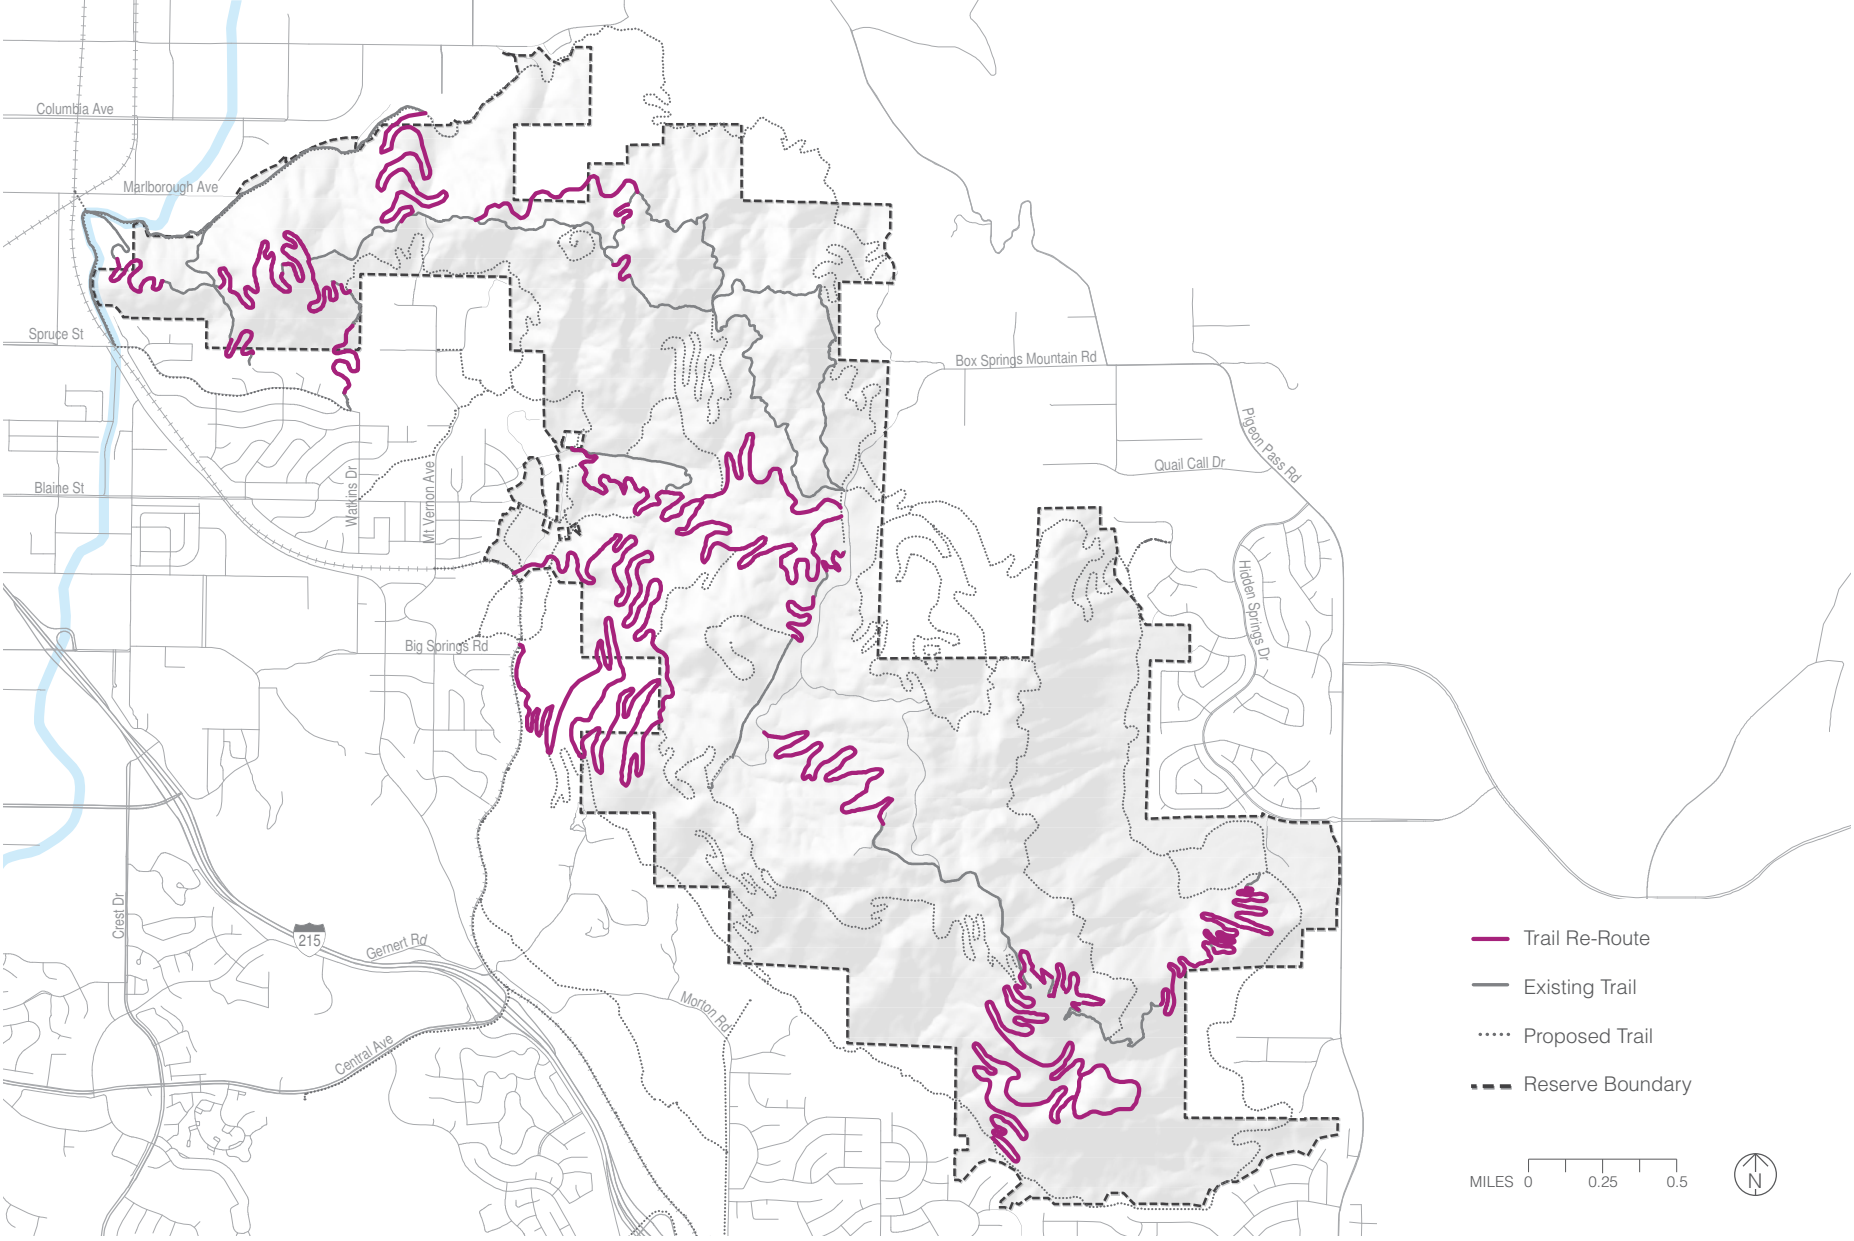 Columbia Ave
Marlborough Ave
Spruce St
Box Springs Mountain Rd
Pigeon Pass Rd
Quail Call Dr
Blaine St
Watkins Dr
Mt Vernon Ave
Hidden Springs Dr
Big Springs Rd
Crest Dr
215
Gernert Rd
Morton Rd
Central Ave
Trail Re-Route
Existing Trail
Proposed Trail
Reserve Boundary
MILES 0 0.25 0.5
N